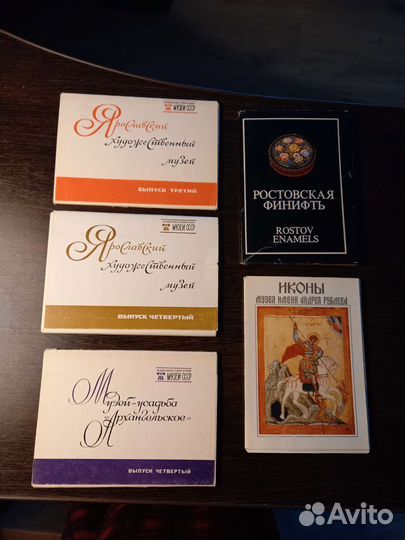 МУЗЕИ СССР
Ярославский
художественный
музей
ВЫПУСК ТРЕТИЙ
МУЗЕИ СССР
Ярославский
художественный
музей
ВЫПУСК ЧЕТВЕРТЫЙ
МУЗЕИ СССР
Музей-усадьба
«Архангельское»
ВЫПУСК ЧЕТВЕРТЫЙ
РОСТОВСКАЯ
ФИНИФТЬ
ROSTOV
ENAMELS
ИКОНЫ
МУЗЕЯ ИМЕНИ АНДРЕЯ РУБЛЕВА
Avito